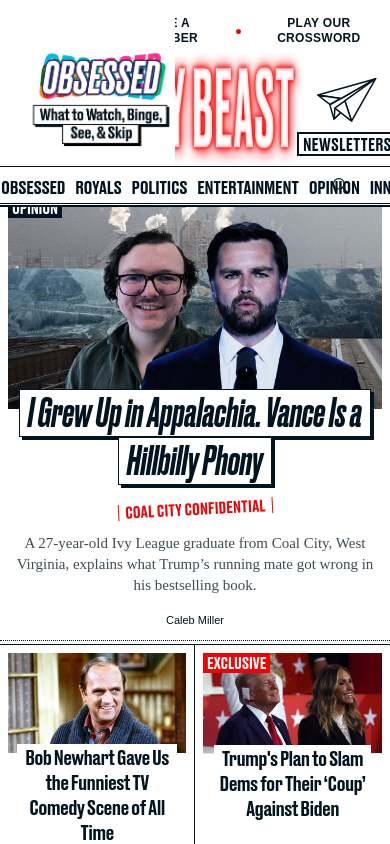 E A
BER
PLAY OUR
CROSSWORD
OBSESSED
What to Watch, Binge,
See, & Skip
Y BEAST
NEWSLETTERS
OBSESSED ROYALS POLITICS ENTERTAINMENT OPINION INN
OPINION
I Grew Up in Appalachia. Vance Is a
Hillbilly Phony
COAL CITY CONFIDENTIAL
A 27-year-old Ivy League graduate from Coal City, West
Virginia, explains what Trump’s running mate got wrong in
his bestselling book.
Caleb Miller
Bob Newhart Gave Us
the Funniest TV
Comedy Scene of All
Time
EXCLUSIVE
Trump's Plan to Slam
Dems for Their ‘Coup’
Against Biden